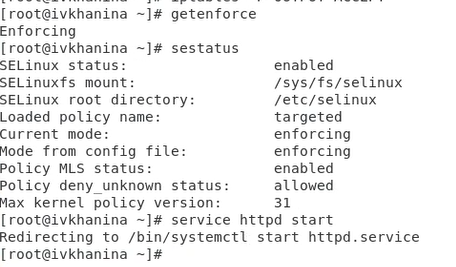 [root@ivkhanina ~]# getenforce
Enforcing
[root@ivkhanina ~]# sestatus
SELinux status:                 enabled
SELinuxfs mount:                /sys/fs/selinux
SELinux root directory:         /etc/selinux
Loaded policy name:             targeted
Current mode:                   enforcing
Mode from config file:          enforcing
Policy MLS status:              enabled
Policy deny_unknown status:     allowed
Max kernel policy version:      31
[root@ivkhanina ~]# service httpd start
Redirecting to /bin/systemctl start httpd.service
[root@ivkhanina ~]#